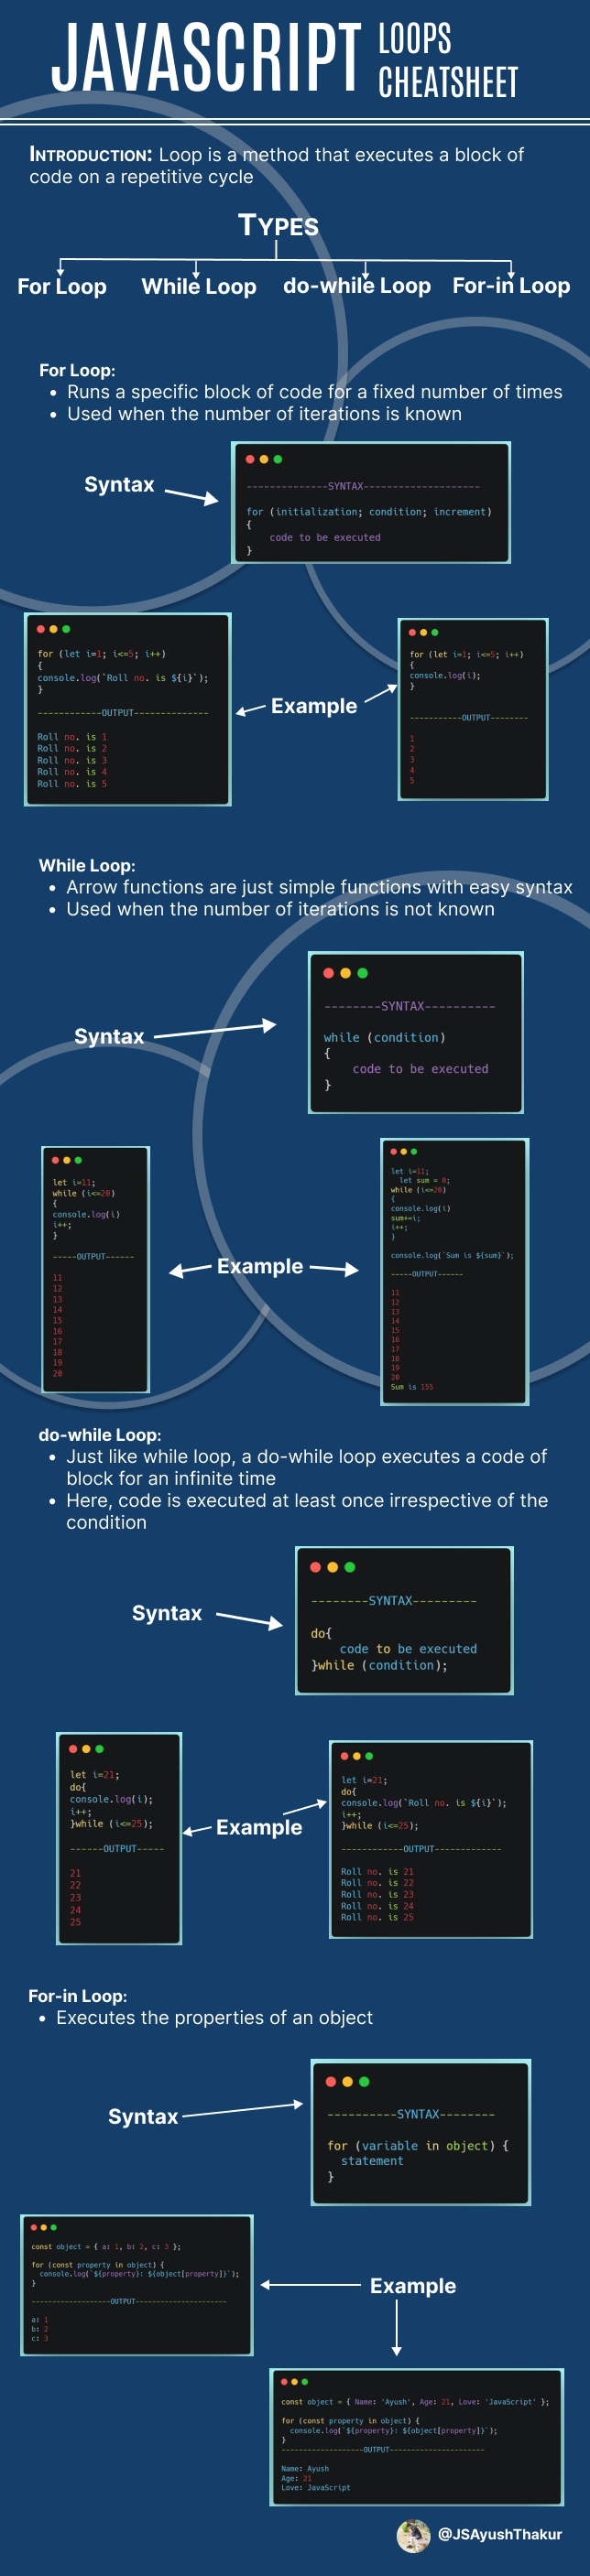 JAVASCRIPT LOOPS
CHEATSHEET
INTRODUCTION: Loop is a method that executes a block of
code on a repetitive cycle
TYPES
For Loop While Loop do-while Loop For-in Loop
For Loop:
• Runs a specific block of code for a fixed number of times
• Used when the number of iterations is known
Syntax
--------------SYNTAX--------------------
for (initialization; condition; increment)
{
code to be executed
}
for (let i=1; i<=5; i++)
{
console.log(`Roll no. is ${i}`);
}
------------OUTPUT--------------
Roll no. is 1
Roll no. is 2
Roll no. is 3
Roll no. is 4
Roll no. is 5
Example
for (let i=1; i<=5; i++)
{
console.log(i);
}
-----------OUTPUT--------
1
2
3
4
5
While Loop:
• Arrow functions are just simple functions with easy syntax
• Used when the number of iterations is not known
Syntax
--------SYNTAX----------
while (condition)
{
code to be executed
}
let i=11;
while (i<=20)
{
console.log(i)
i++;
}
-----OUTPUT------
11
12
13
14
15
16
17
18
19
20
Example
let i=11;
let sum = 0;
while (i<=20)
{
console.log(i)
sum+=i;
i++;
}
console.log(`Sum is ${sum}`);
-----OUTPUT------
11
12
13
14
15
16
17
18
19
20
Sum is 155
do-while Loop:
• Just like while loop, a do-while loop executes a code of
block for an infinite time
• Here, code is executed at least once irrespective of the
condition
Syntax
--------SYNTAX---------
do{
code to be executed
}while (condition);
let i=21;
do{
console.log(i);
i++;
}while (i<=25);
------OUTPUT-----
21
22
23
24
25
Example
let i=21;
do{
console.log(`Roll no. is ${i}`);
i++;
}while (i<=25);
------------OUTPUT-------------
Roll no. is 21
Roll no. is 22
Roll no. is 23
Roll no. is 24
Roll no. is 25
For-in Loop:
• Executes the properties of an object
Syntax
----------SYNTAX--------
for (variable in object) {
statement
}
const object = { a: 1, b: 2, c: 3 };
for (const property in object) {
console.log(`${property}: ${object[property]}`);
}
-------------------OUTPUT----------------------
a: 1
b: 2
c: 3
Example
const object = { Name: 'Ayush', Age: 21, Love: 'JavaScript' };
for (const property in object) {
console.log(`${property}: ${object[property]}`);
}
-------------------OUTPUT----------------------
Name: Ayush
Age: 21
Love: JavaScript
@JSAyushThakur